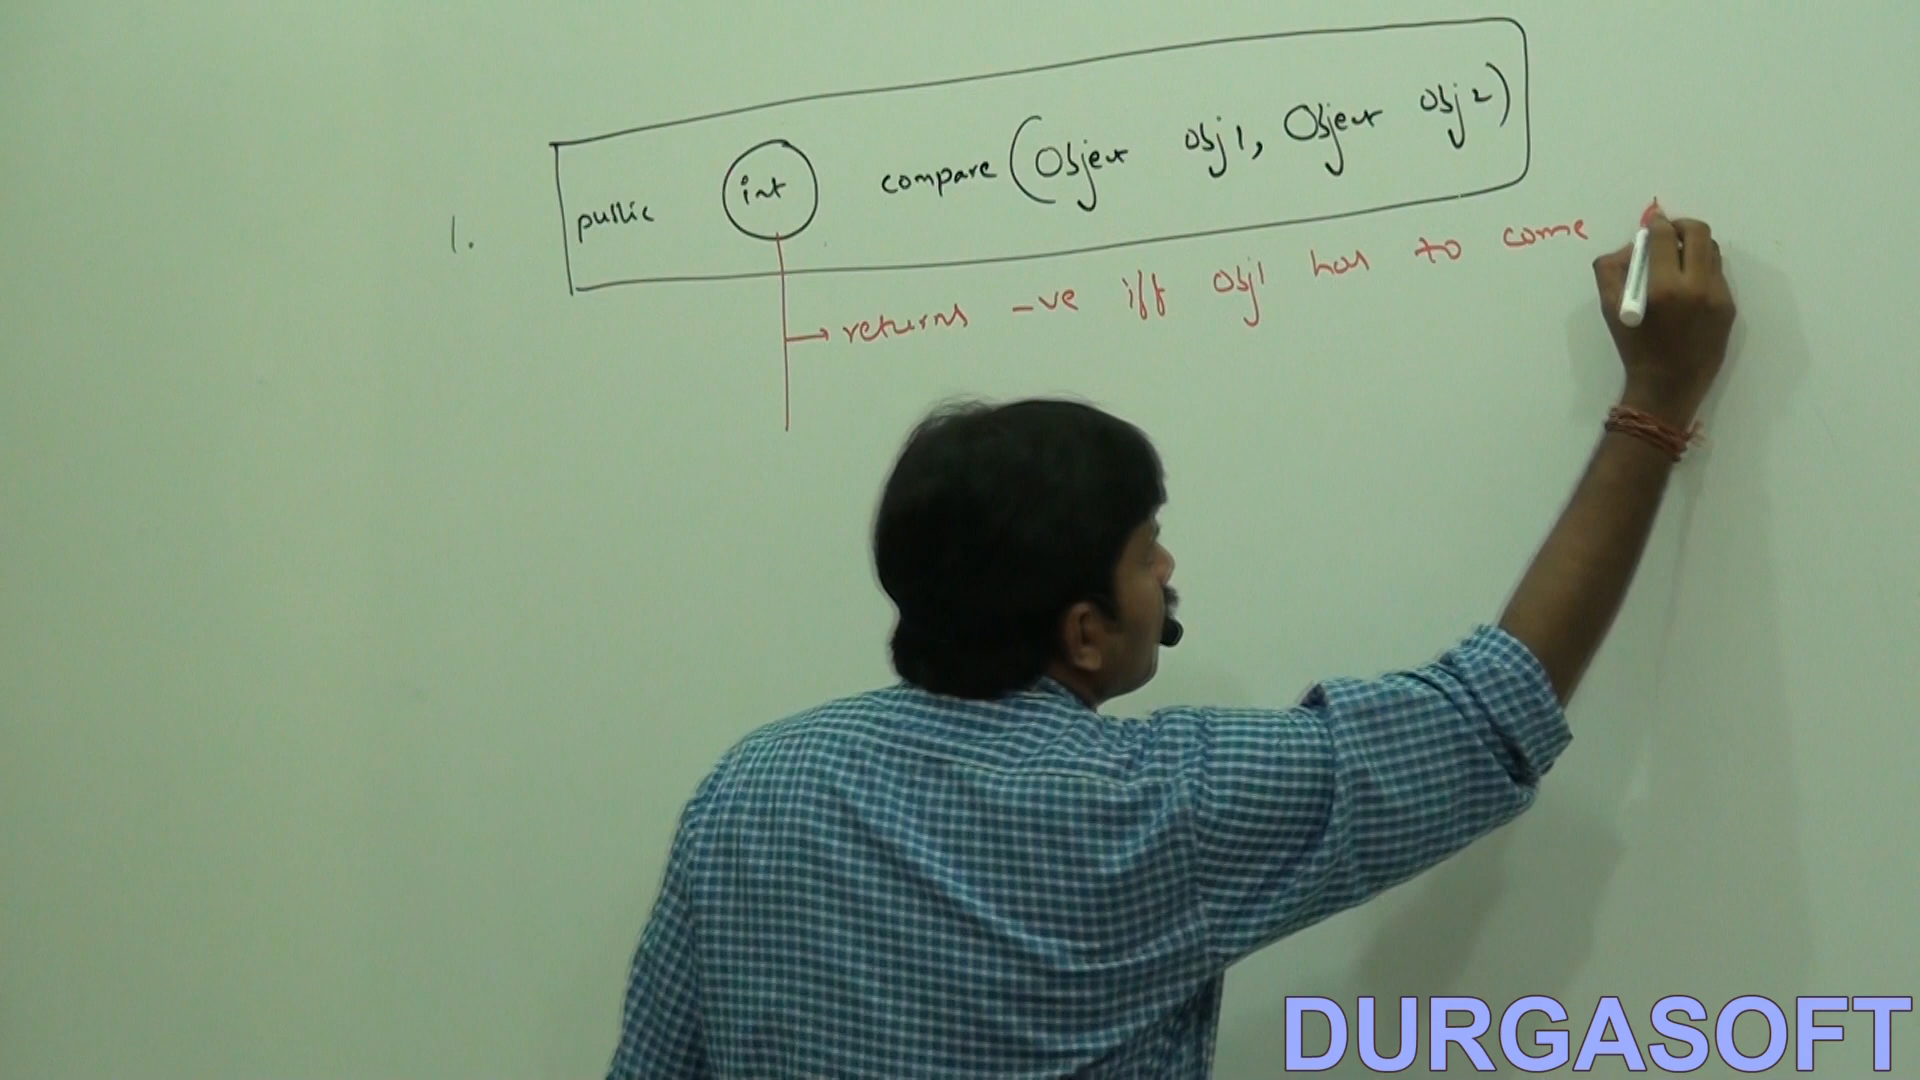 1. public int compare(Object obj1, Object obj2)
→ returns -ve iff obj1 has to come
DURGASOFT